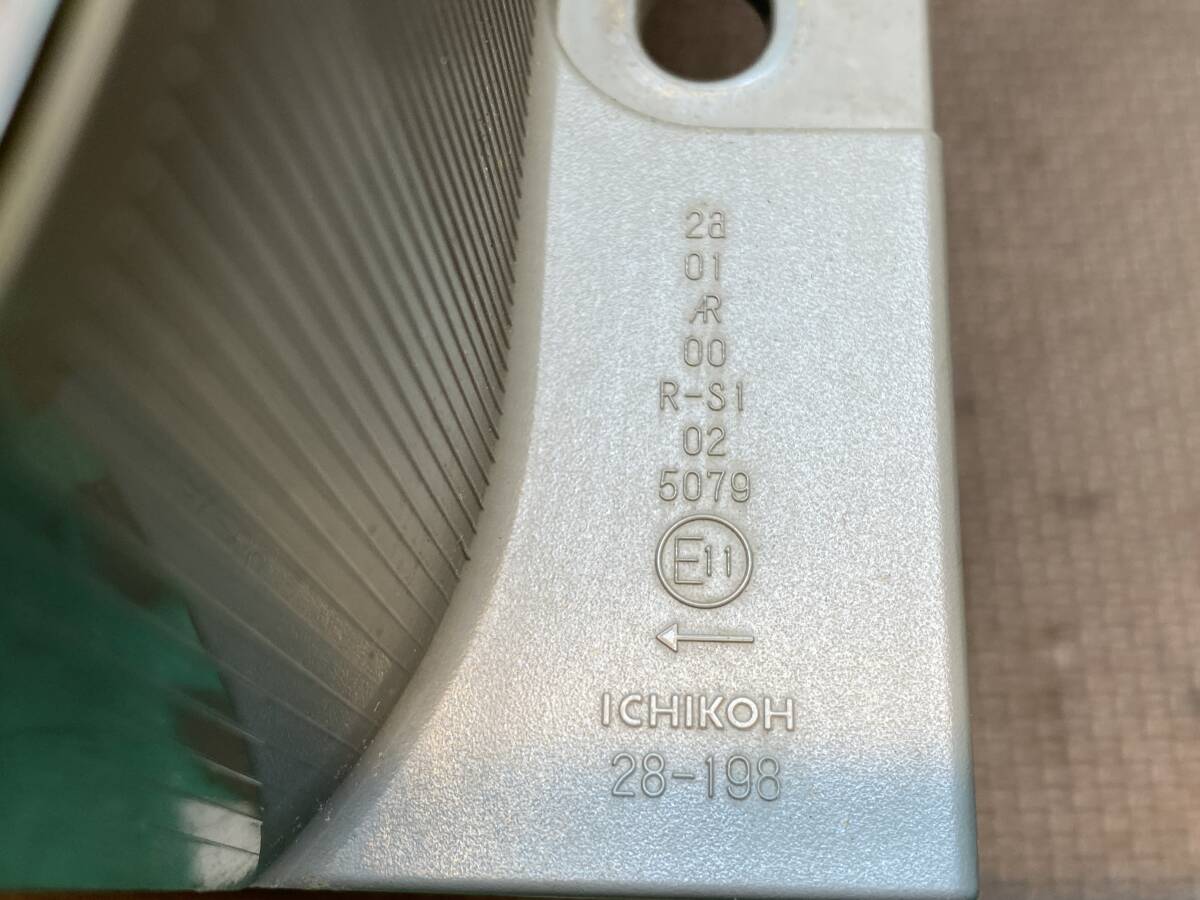 2a
01
AR
00
R-S1
02
5079
E11
←
ICHIKOH
28-198